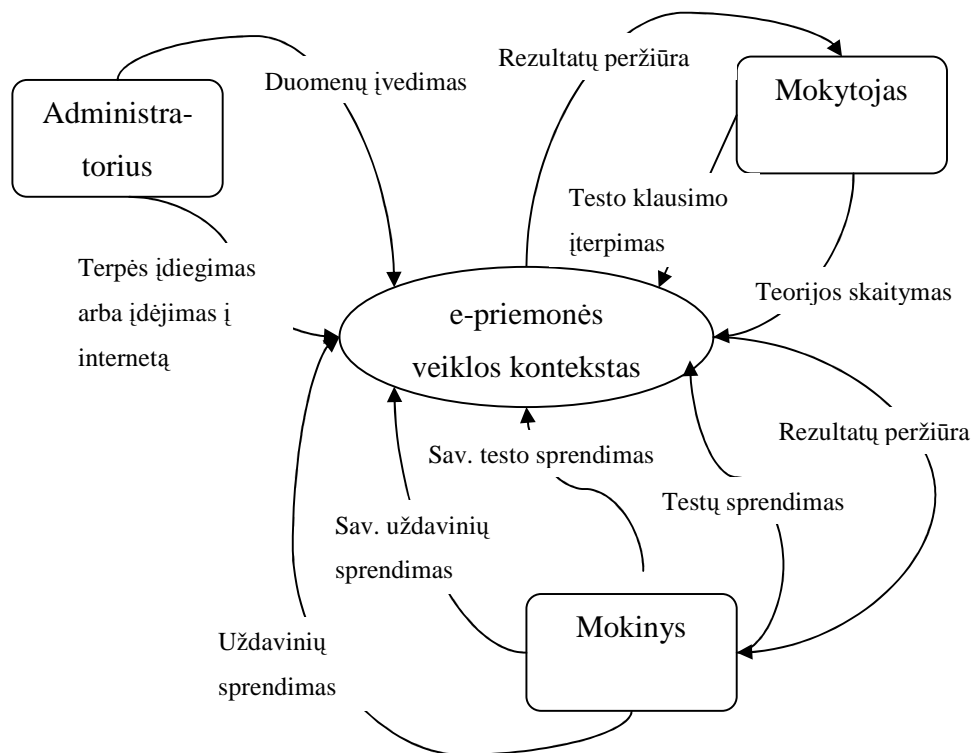 Rezultatų peržiūra
Duomenų įvedimas
Mokytojas
Administra-
torius
Testo klausimo
įterpimas
Terpės įdiegimas
arba įdėjimas į
internetą
Teorijos skaitymas
e-priemonės
veiklos kontekstas
Rezultatų peržiūra
Sav. testo sprendimas
Testų sprendimas
Sav. uždavinių
sprendimas
Mokinys
Uždavinių
sprendimas